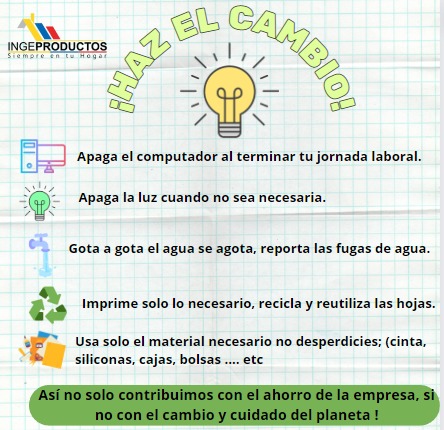 INGEPRODUCTOS
Siempre en tu Hogar
¡HAZ EL CAMBIO!
Apaga el computador al terminar tu jornada laboral.
Apaga la luz cuando no sea necesaria.
Gota a gota el agua se agota, reporta las fugas de agua.
Imprime solo lo necesario, recicla y reutiliza las hojas.
Usa solo el material necesario no desperdicies; (cinta,
siliconas, cajas, bolsas .... etc
Así no solo contribuimos con el ahorro de la empresa, si
no con el cambio y cuidado del planeta !